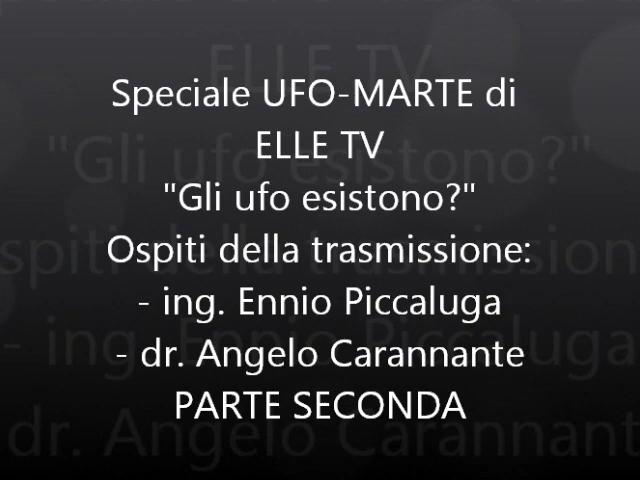 Speciale UFO-MARTE di
ELLE TV
"Gli ufo esistono?"
Ospiti della trasmissione:
- ing. Ennio Piccaluga
- dr. Angelo Carannante
PARTE SECONDA